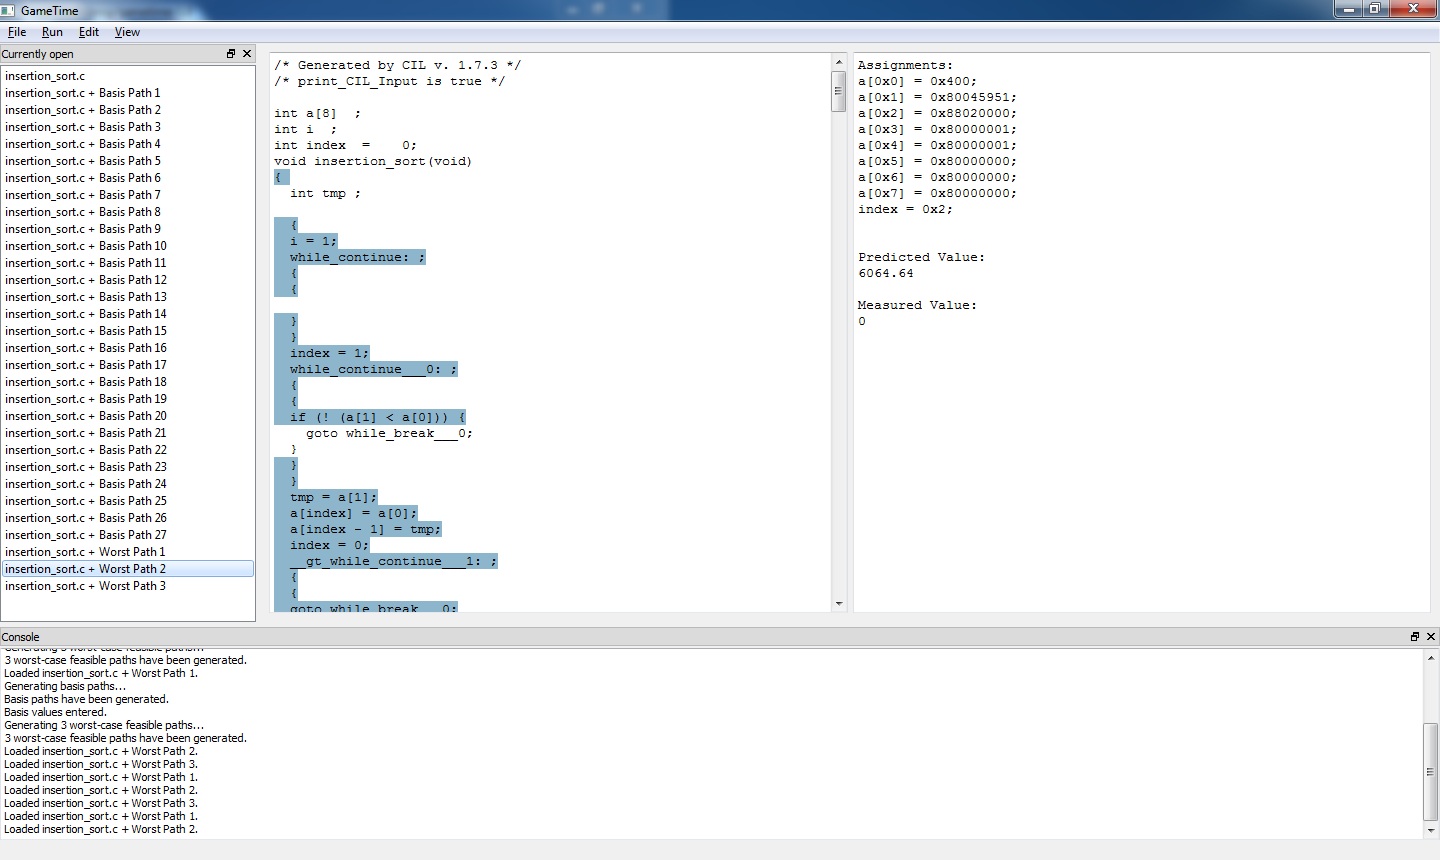 GameTime
File Run Edit View
Currently open
insertion_sort.c
insertion_sort.c + Basis Path 1
insertion_sort.c + Basis Path 2
insertion_sort.c + Basis Path 3
insertion_sort.c + Basis Path 4
insertion_sort.c + Basis Path 5
insertion_sort.c + Basis Path 6
insertion_sort.c + Basis Path 7
insertion_sort.c + Basis Path 8
insertion_sort.c + Basis Path 9
insertion_sort.c + Basis Path 10
insertion_sort.c + Basis Path 11
insertion_sort.c + Basis Path 12
insertion_sort.c + Basis Path 13
insertion_sort.c + Basis Path 14
insertion_sort.c + Basis Path 15
insertion_sort.c + Basis Path 16
insertion_sort.c + Basis Path 17
insertion_sort.c + Basis Path 18
insertion_sort.c + Basis Path 19
insertion_sort.c + Basis Path 20
insertion_sort.c + Basis Path 21
insertion_sort.c + Basis Path 22
insertion_sort.c + Basis Path 23
insertion_sort.c + Basis Path 24
insertion_sort.c + Basis Path 25
insertion_sort.c + Basis Path 26
insertion_sort.c + Basis Path 27
insertion_sort.c + Worst Path 1
insertion_sort.c + Worst Path 2
insertion_sort.c + Worst Path 3
/* Generated by CIL v. 1.7.3 */
/* print_CIL_Input is true */
int a[8]  ;
int i  ;
int index  =    0;
void insertion_sort(void)
{
  int tmp ;
  {
  i = 1;
  while_continue: ;
  {
  {
  }
  }
  index = 1;
  while_continue___0: ;
  {
  {
  if (! (a[1] < a[0])) {
    goto while_break___0;
  }
  }
  }
  tmp = a[1];
  a[index] = a[0];
  a[index - 1] = tmp;
  index = 0;
  __gt_while_continue___1: ;
  {
  {
  goto while_break___0;
Assignments:
a[0x0] = 0x400;
a[0x1] = 0x80045951;
a[0x2] = 0x88020000;
a[0x3] = 0x80000001;
a[0x4] = 0x80000001;
a[0x5] = 0x80000000;
a[0x6] = 0x80000000;
a[0x7] = 0x80000000;
index = 0x2;
Predicted Value:
6064.64
Measured Value:
0
Console
Generating 3 worst-case feasible paths...
3 worst-case feasible paths have been generated.
Loaded insertion_sort.c + Worst Path 1.
Generating basis paths...
Basis paths have been generated.
Basis values entered.
Generating 3 worst-case feasible paths...
3 worst-case feasible paths have been generated.
Loaded insertion_sort.c + Worst Path 2.
Loaded insertion_sort.c + Worst Path 3.
Loaded insertion_sort.c + Worst Path 1.
Loaded insertion_sort.c + Worst Path 2.
Loaded insertion_sort.c + Worst Path 3.
Loaded insertion_sort.c + Worst Path 1.
Loaded insertion_sort.c + Worst Path 2.